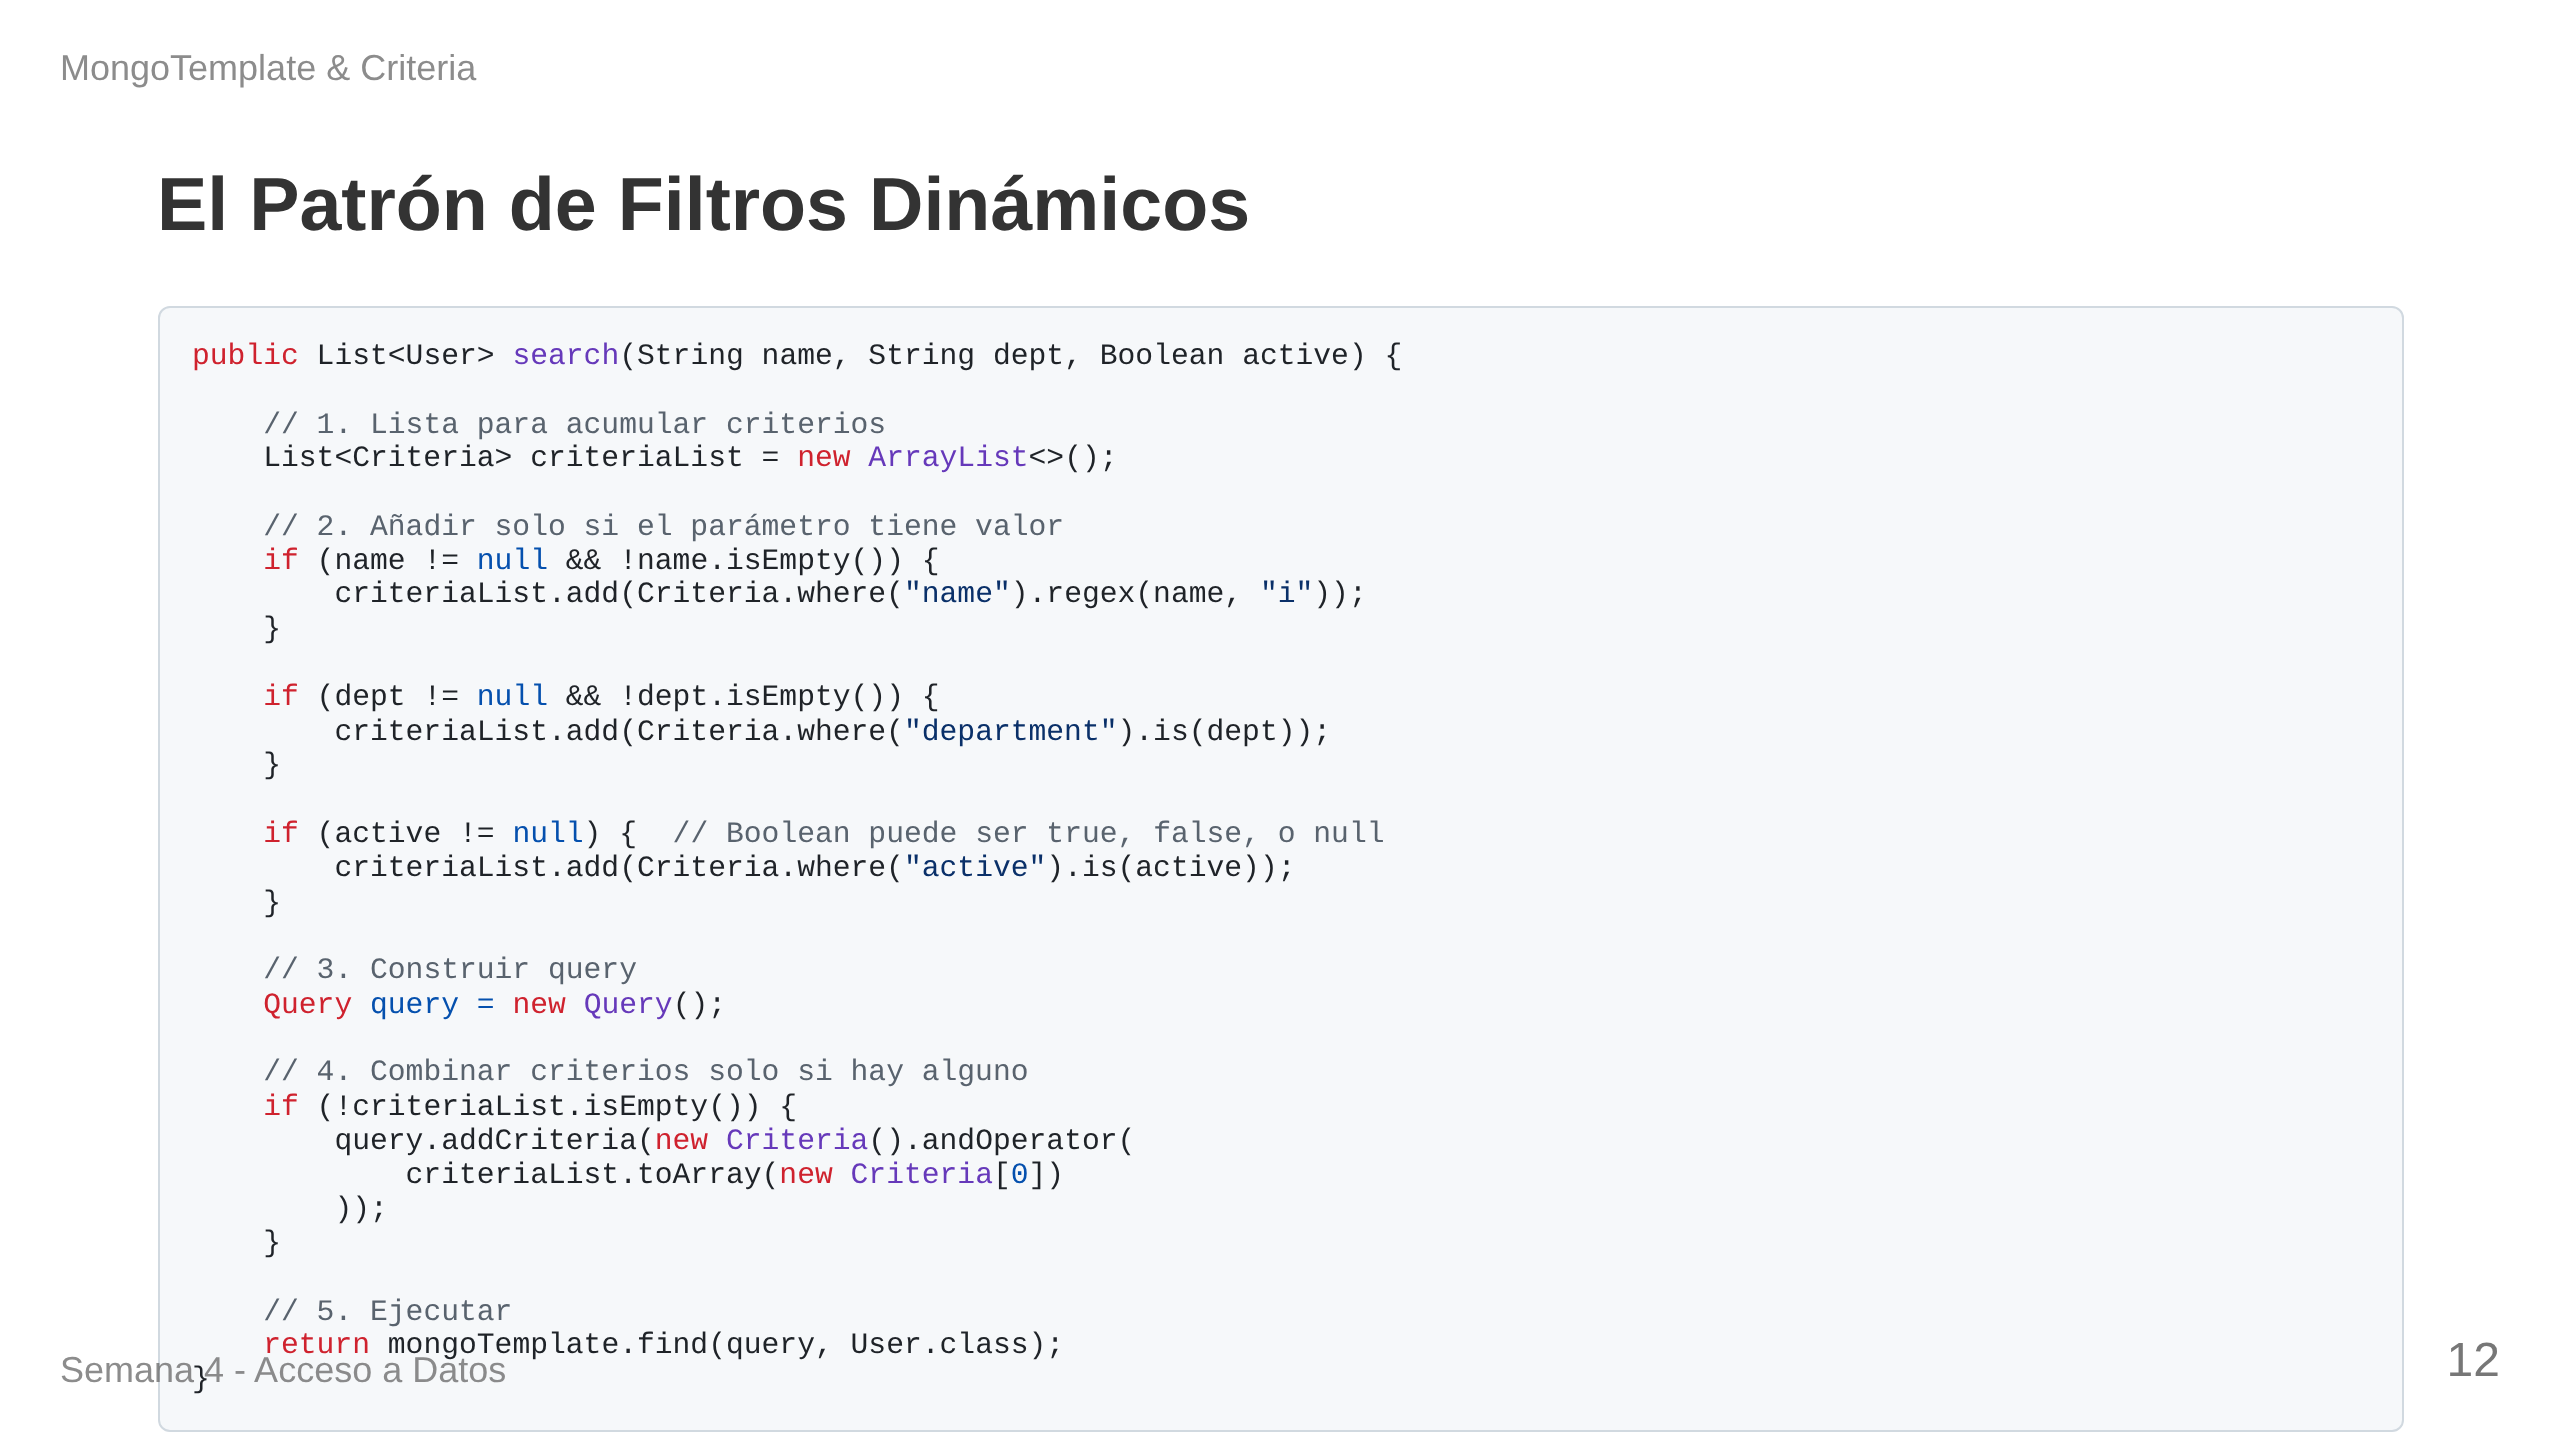 MongoTemplate & Criteria
El Patrón de Filtros Dinámicos
public List<User> search(String name, String dept, Boolean active) {
    // 1. Lista para acumular criterios
    List<Criteria> criteriaList = new ArrayList<>();
    // 2. Añadir solo si el parámetro tiene valor
    if (name != null && !name.isEmpty()) {
        criteriaList.add(Criteria.where("name").regex(name, "i"));
    }
    if (dept != null && !dept.isEmpty()) {
        criteriaList.add(Criteria.where("department").is(dept));
    }
    if (active != null) {  // Boolean puede ser true, false, o null
        criteriaList.add(Criteria.where("active").is(active));
    }
    // 3. Construir query
    Query query = new Query();
    // 4. Combinar criterios solo si hay alguno
    if (!criteriaList.isEmpty()) {
        query.addCriteria(new Criteria().andOperator(
            criteriaList.toArray(new Criteria[0])
        ));
    }
    // 5. Ejecutar
    return mongoTemplate.find(query, User.class);
}
Semana 4 - Acceso a Datos
12